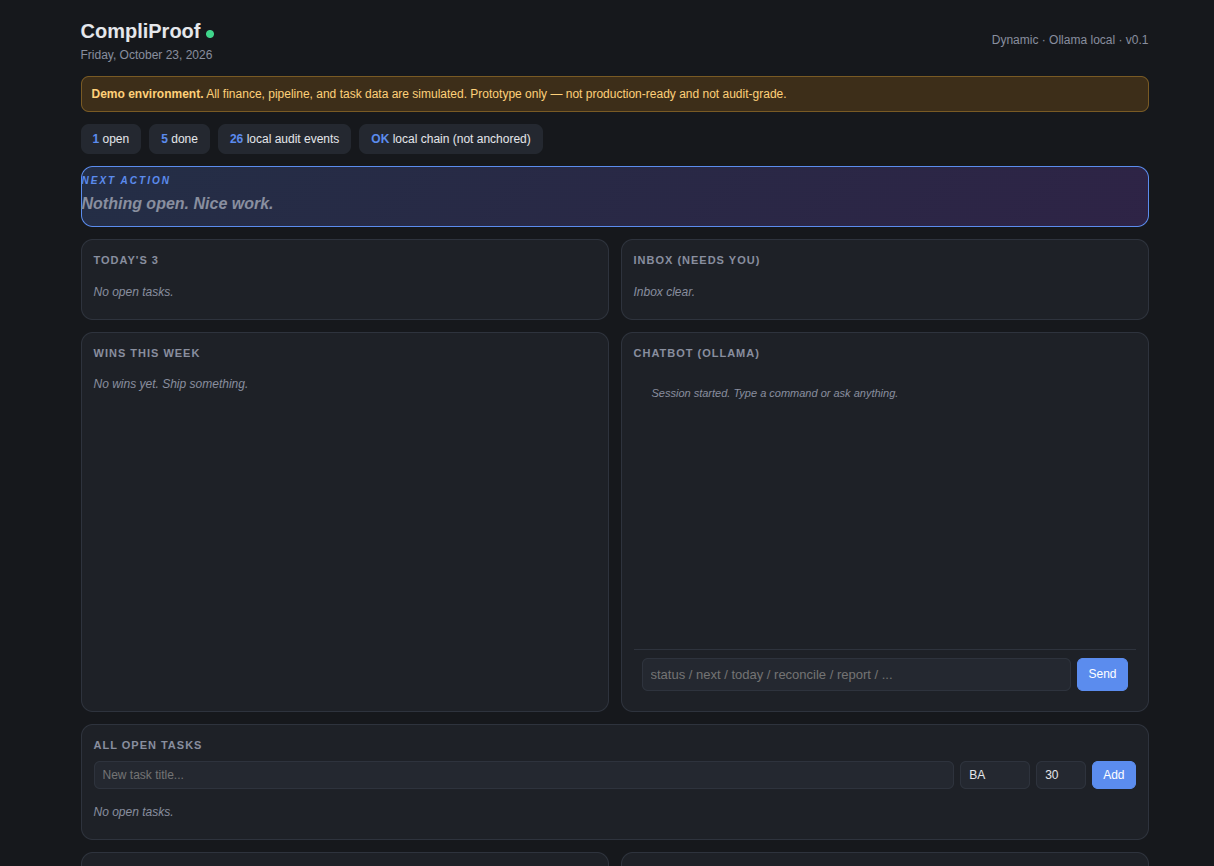 CompliProof
Friday, October 23, 2026
Dynamic · Ollama local · v0.1
Demo environment. All finance, pipeline, and task data are simulated. Prototype only — not production-ready and not audit-grade.
1 open
5 done
26 local audit events
OK local chain (not anchored)
NEXT ACTION
Nothing open. Nice work.
TODAY'S 3
No open tasks.
INBOX (NEEDS YOU)
Inbox clear.
WINS THIS WEEK
No wins yet. Ship something.
CHATBOT (OLLAMA)
Session started. Type a command or ask anything.
status / next / today / reconcile / report / ...
Send
ALL OPEN TASKS
New task title...
BA
30
Add
No open tasks.